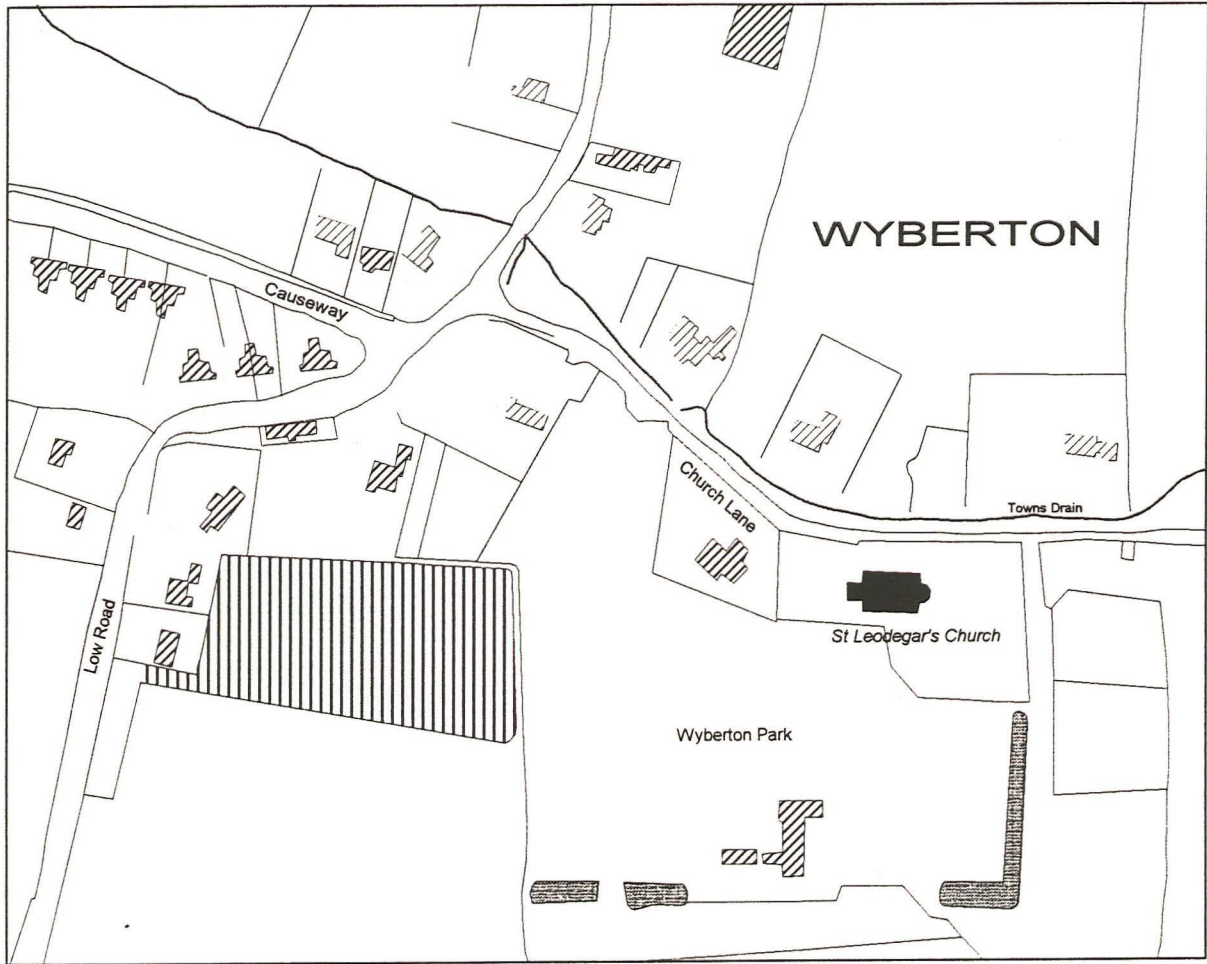 WYBERTON
Causeway
Church Lane
Towns Drain
Low Road
St Leodegar's Church
Wyberton Park